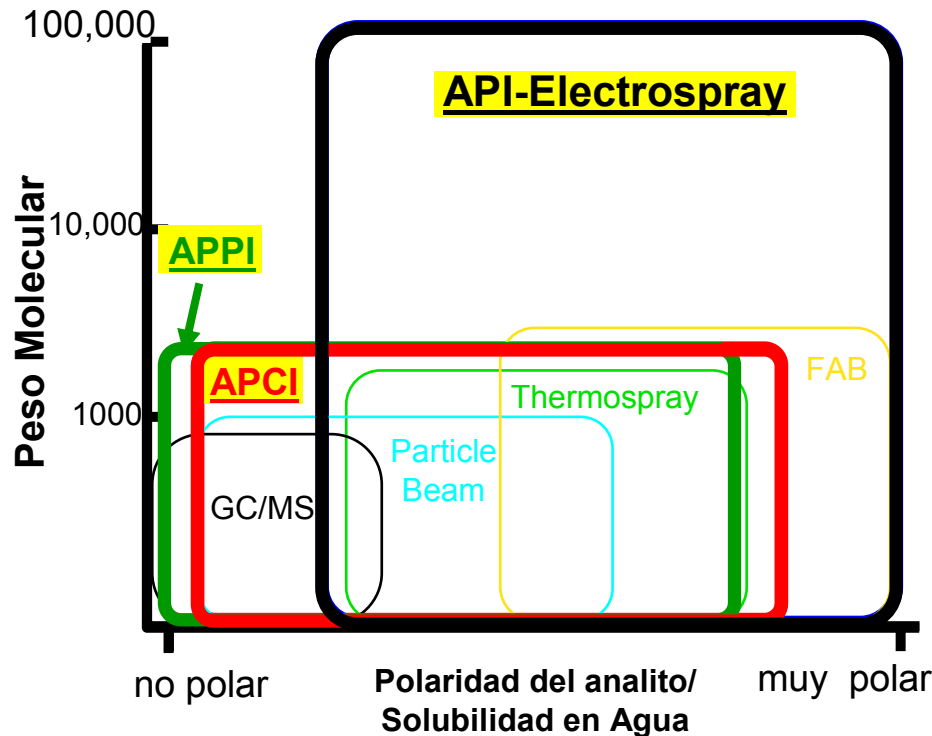 100,000
API-Electrospray
Peso Molecular
10,000
APPI
APCI
FAB
Thermospray
1000
Particle
Beam
GC/MS
no polar
Polaridad del analito/
Solubilidad en Agua
muy polar